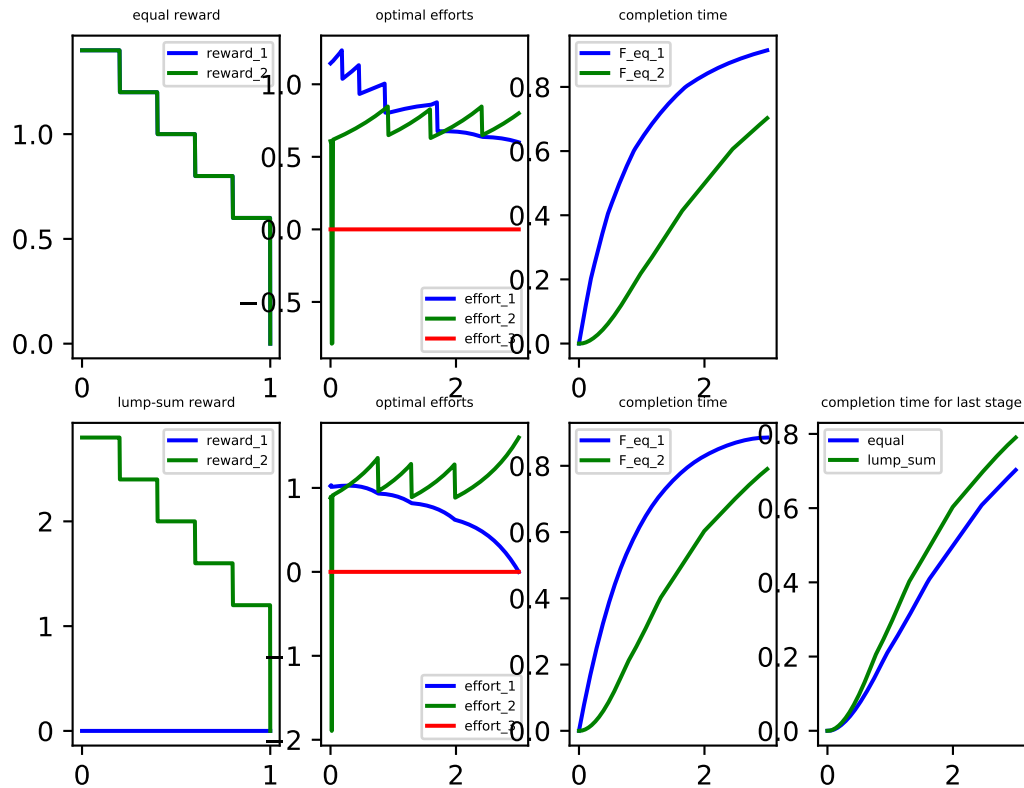 equal reward
optimal efforts
completion time
reward_1
reward_2
1.0
0.5
0.0
0
1
effort_1
effort_2
effort_3
1.0
0.5
0.0
−0.5
0
2
F_eq_1
F_eq_2
0.8
0.6
0.4
0.2
0.0
0
2
lump-sum reward
optimal efforts
completion time
completion time for last stage
reward_1
reward_2
2
1
0
0
1
effort_1
effort_2
effort_3
1
0
−1
−2
0
2
F_eq_1
F_eq_2
0.8
0.6
0.4
0.2
0.0
0
2
equal
lump_sum
0.8
0.6
0.4
0.2
0.0
0
2